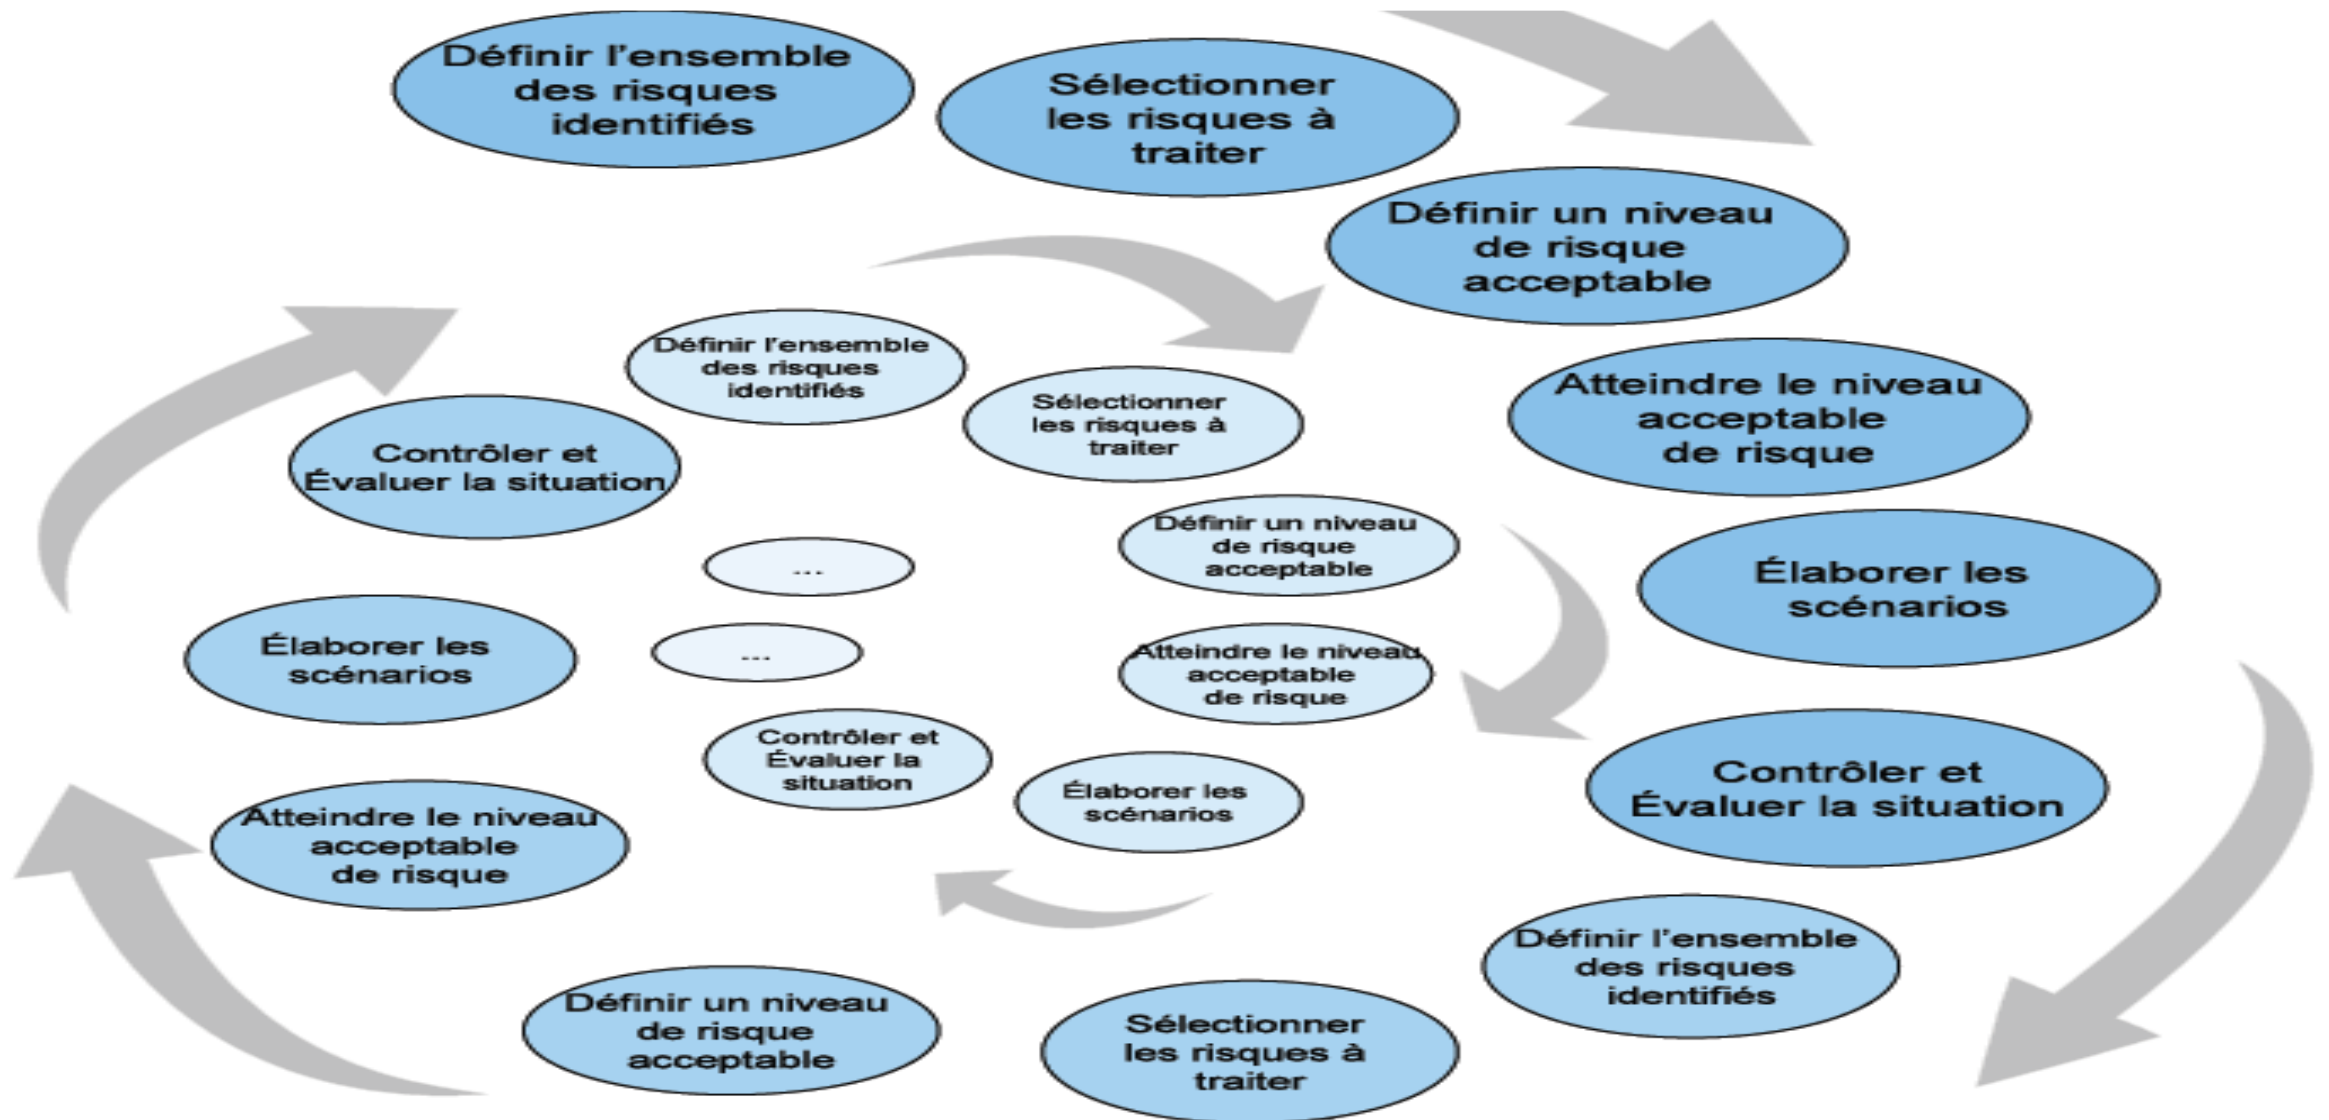 Définir l'ensemble
des risques
identifiés
Sélectionner
les risques à
traiter
Définir un niveau
de risque
acceptable
Atteindre le niveau
acceptable
de risque
Élaborer les
scénarios
Contrôler et
Évaluer la situation
Définir l'ensemble
des risques
identifiés
Sélectionner
les risques à
traiter
Définir un niveau
de risque
acceptable
Atteindre le niveau
acceptable
de risque
Élaborer les
scénarios
Contrôler et
Évaluer la situation
Définir l'ensemble
des risques
identifiés
Sélectionner
les risques à
traiter
Définir un niveau
de risque
acceptable
Atteindre le niveau
acceptable
de risque
Élaborer les
scénarios
Contrôler et
Évaluer la
situation
...
...